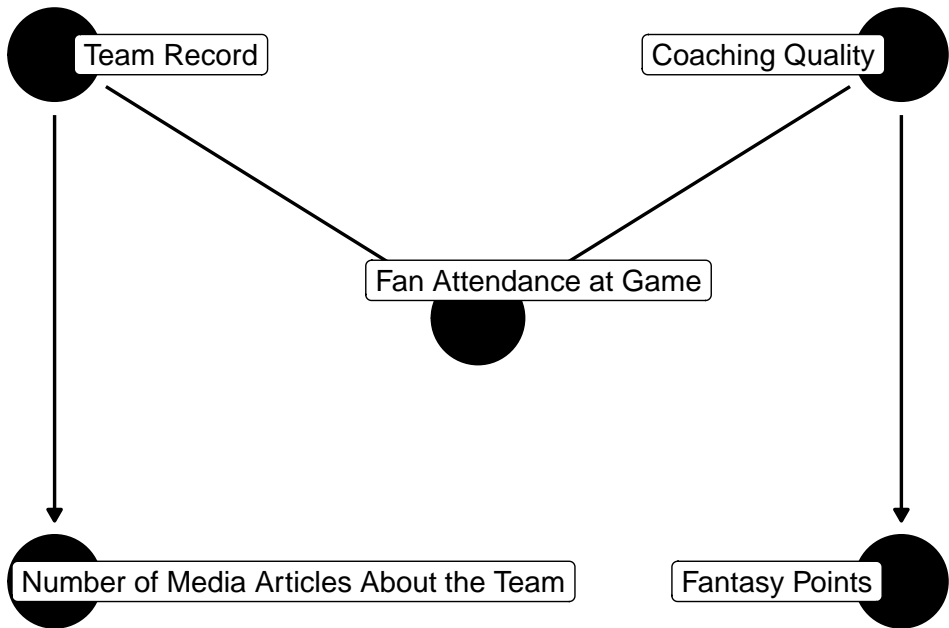 Team Record
Coaching Quality
Fan Attendance at Game
Number of Media Articles About the Team
Fantasy Points